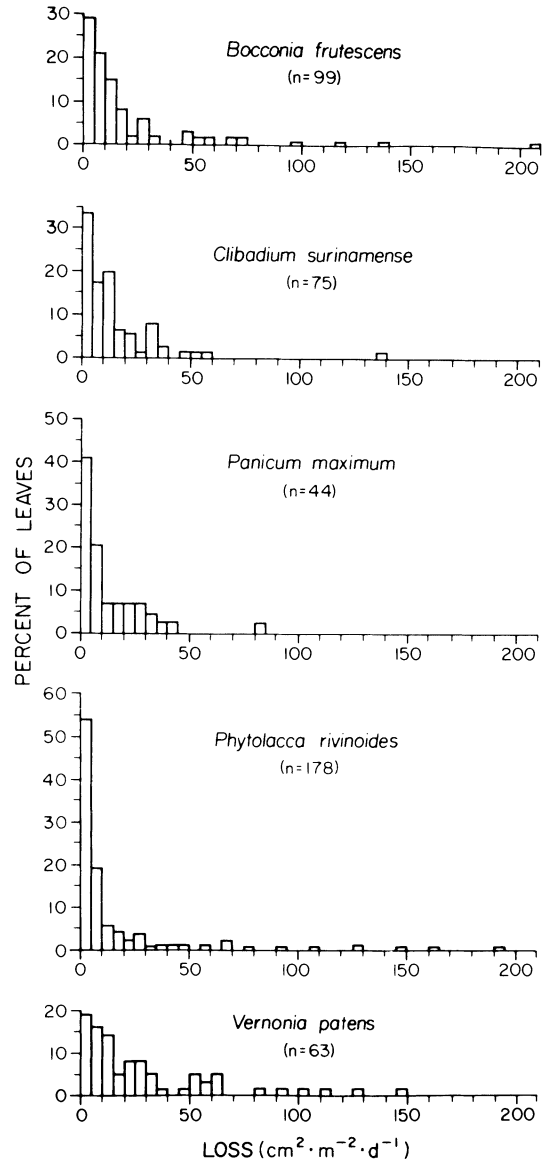 30
20
10
0
Bocconia frutescens
(n=99)
0 50 100 150 200
30
20
10
0
Clibadium surinamense
(n=75)
0 50 100 150 200
50
40
30
20
10
0
Panicum maximum
(n=44)
0 50 100 150 200
PERCENT OF LEAVES
60
50
40
30
20
10
0
Phytolacca rivinoides
(n=178)
0 50 100 150 200
20
10
0
Vernonia patens
(n=63)
0 50 100 150 200
LOSS (cm²·m⁻²·d⁻¹)